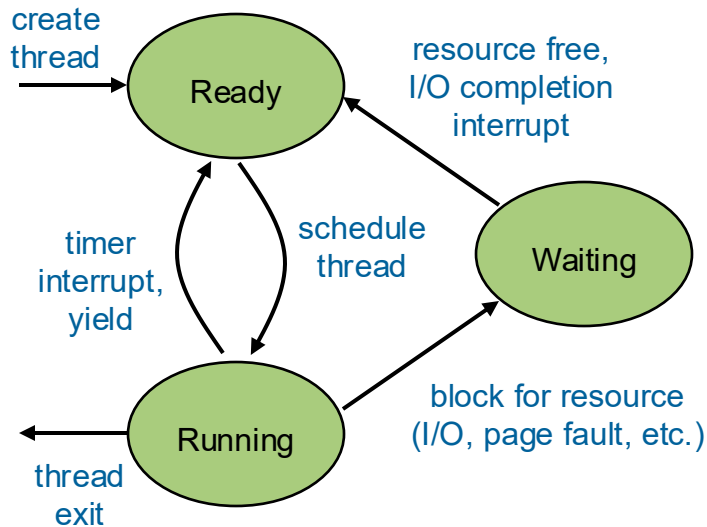 create
thread
Ready
resource free,
I/O completion
interrupt
timer
interrupt,
yield
schedule
thread
Waiting
Running
block for resource
(I/O, page fault, etc.)
thread
exit